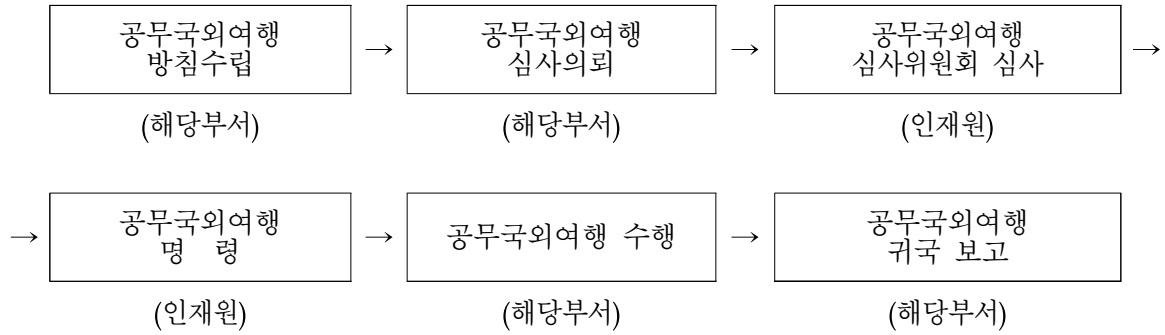 공무국외여행
방침수립
→
공무국외여행
심사의뢰
→
공무국외여행
심사위원회 심사
→
(해당부서)
(해당부서)
(인재원)
→
공무국외여행
명 령
→
공무국외여행 수행
→
공무국외여행
귀국 보고
(인재원)
(해당부서)
(해당부서)